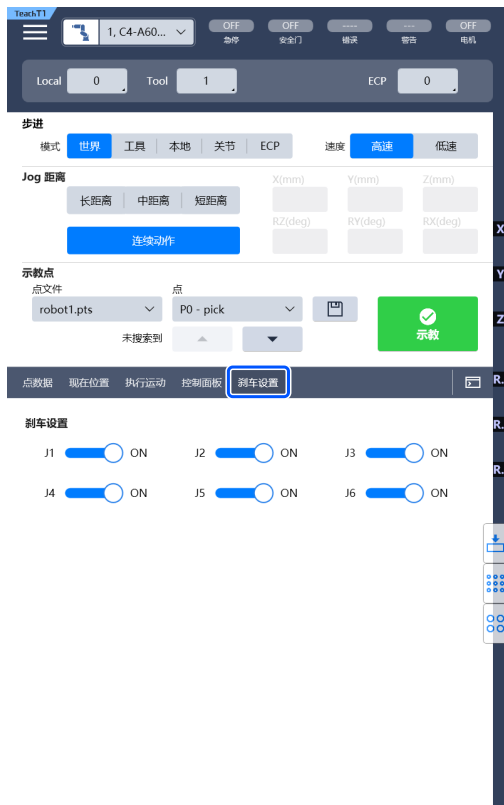 TeachT1
1, C4-A60...
OFF OFF ---- --- OFF
急停 安全门 错误 警告 电机
Local 0 Tool 1 ECP 0
步进
模式 世界 工具 本地 关节 ECP 速度 高速 低速
Jog 距离
X(mm) Y(mm) Z(mm)
长距离 中距离 短距离
RZ(deg) RY(deg) RX(deg)
X
连续动作
示教点
Y
点文件 点
robot1.pts P0 - pick
Z
示教
未搜索到
点数据 现在位置 执行运动 控制面板 刹车设置
R.
刹车设置
R.
J1 ON J2 ON J3 ON
R.
J4 ON J5 ON J6 ON